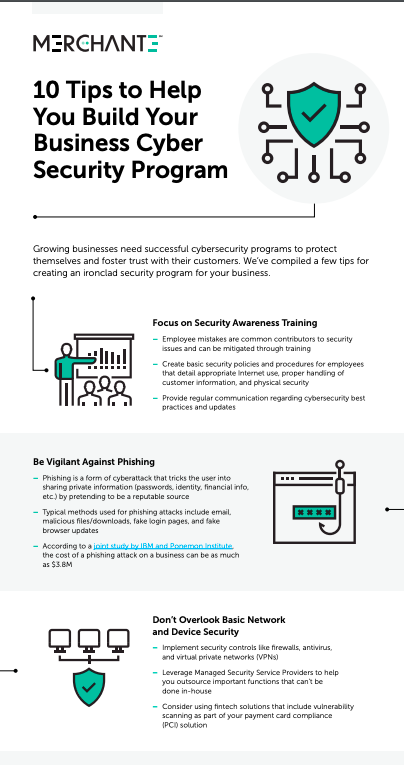 MERCHANTE
10 Tips to Help
You Build Your
Business Cyber
Security Program
Growing businesses need successful cybersecurity programs to protect
themselves and foster trust with their customers. We've compiled a few tips for
creating an ironclad security program for your business.
Focus on Security Awareness Training
– Employee mistakes are common contributors to security
issues and can be mitigated through training
– Create basic security policies and procedures for employees
that detail appropriate Internet use, proper handling of
customer information, and physical security
– Provide regular communication regarding cybersecurity best
practices and updates
Be Vigilant Against Phishing
– Phishing is a form of cyberattack that tricks the user into
sharing private information (passwords, identity, financial info,
etc.) by pretending to be a reputable source
– Typical methods used for phishing attacks include email,
malicious files/downloads, fake login pages, and fake
browser updates
– According to a joint study by IBM and Ponemon Institute,
the cost of a phishing attack on a business can be as much
as $3.8M
Don't Overlook Basic Network
and Device Security
– Implement security controls like firewalls, antivirus,
and virtual private networks (VPNs)
– Leverage Managed Security Service Providers to help
you outsource important functions that can't be
done in-house
– Consider using fintech solutions that include vulnerability
scanning as part of your payment card compliance
(PCI) solution